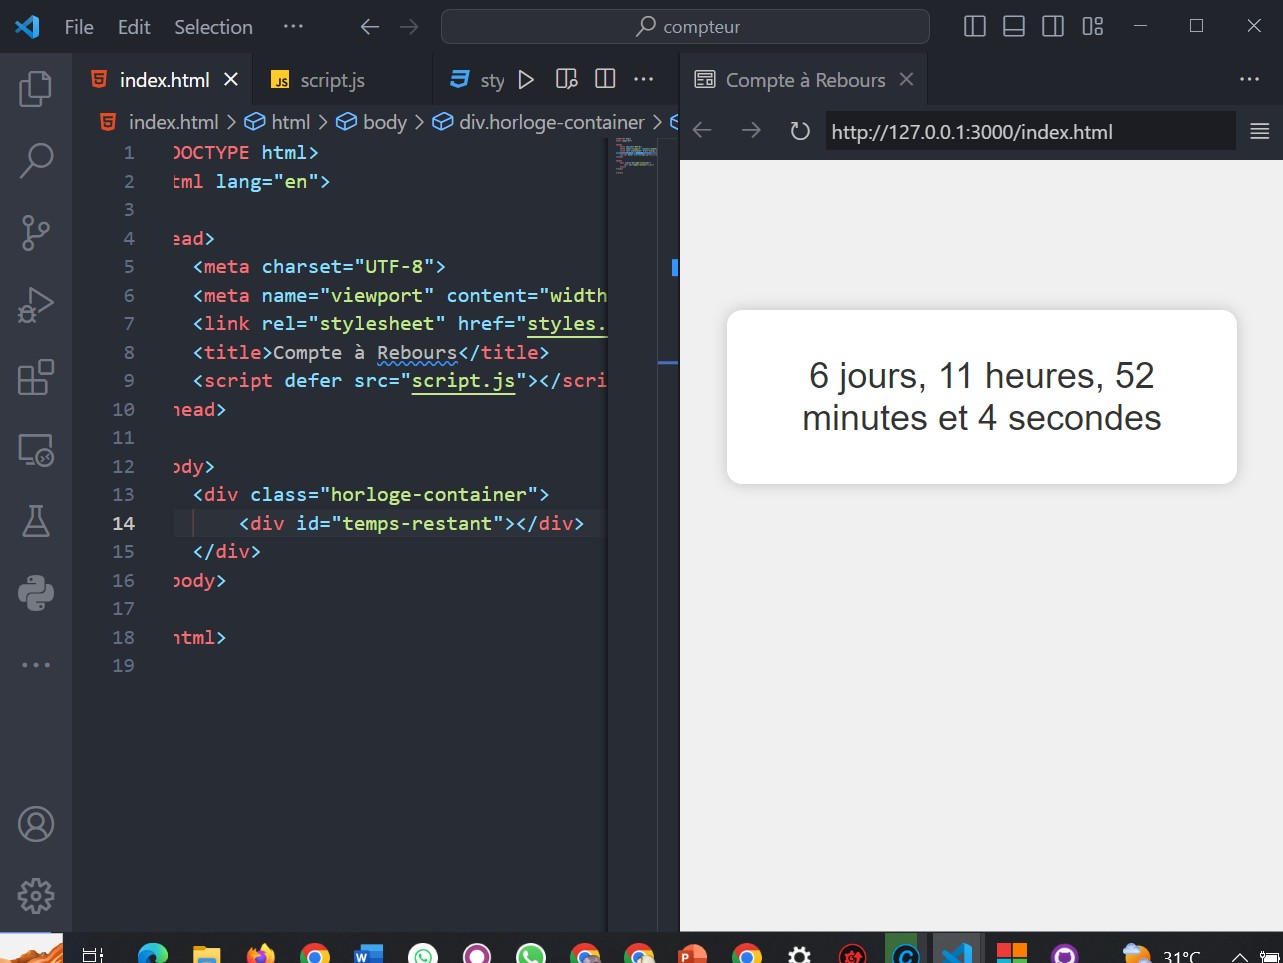 File Edit Selection ··· compteur
index.html script.js sty ··· Compte à Rebours ···
index.html > html > body > div.horloge-container >
http://127.0.0.1:3000/index.html
1 DOCTYPE html>
2 tml lang="en">
3
4 ead>
5 <meta charset="UTF-8">
6 <meta name="viewport" content="width
7 <link rel="stylesheet" href="styles.
8 <title>Compte à Rebours</title>
9 <script defer src="script.js"></scri
10 head>
11
12 ody>
13 <div class="horloge-container">
14 <div id="temps-restant"></div>
15 </div>
16 body>
17
18 html>
19
6 jours, 11 heures, 52
minutes et 4 secondes
31°C